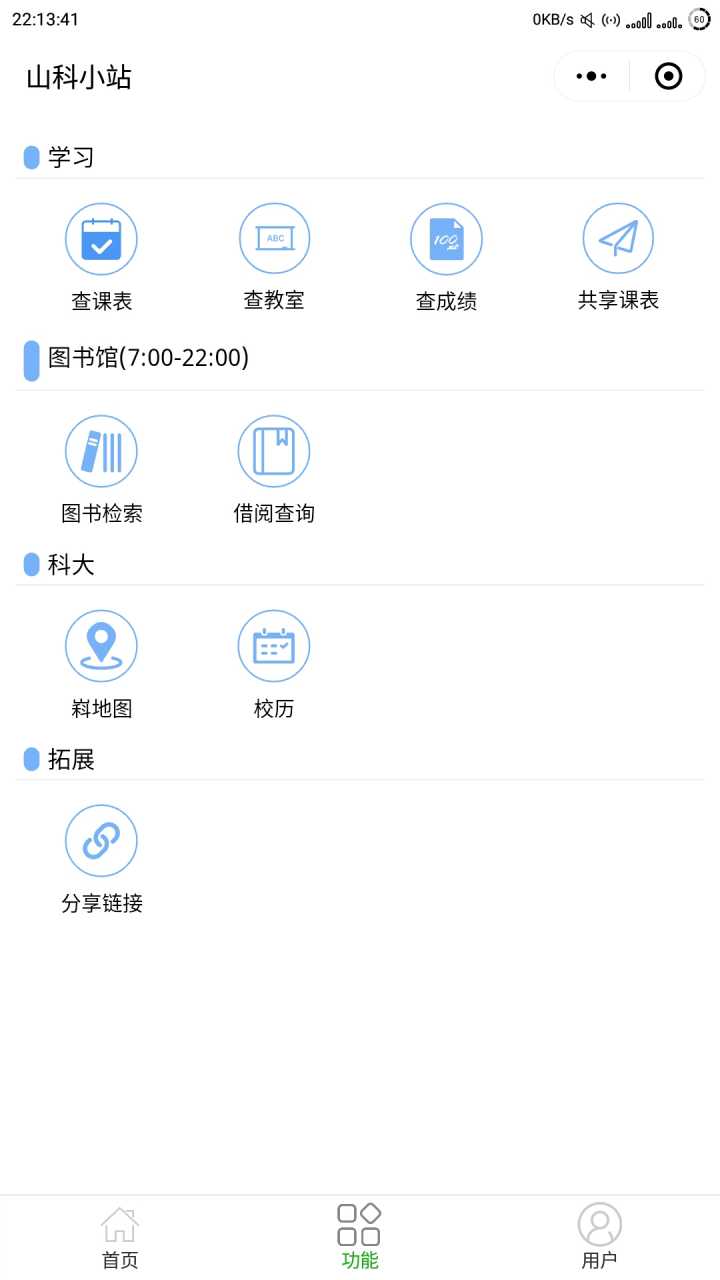 22:13:41 0KB/s 60
山科小站
学习
ABC 100
查课表 查教室 查成绩 共享课表
图书馆(7:00-22:00)
图书检索 借阅查询
科大
嵙地图 校历
拓展
分享链接
首页 功能 用户